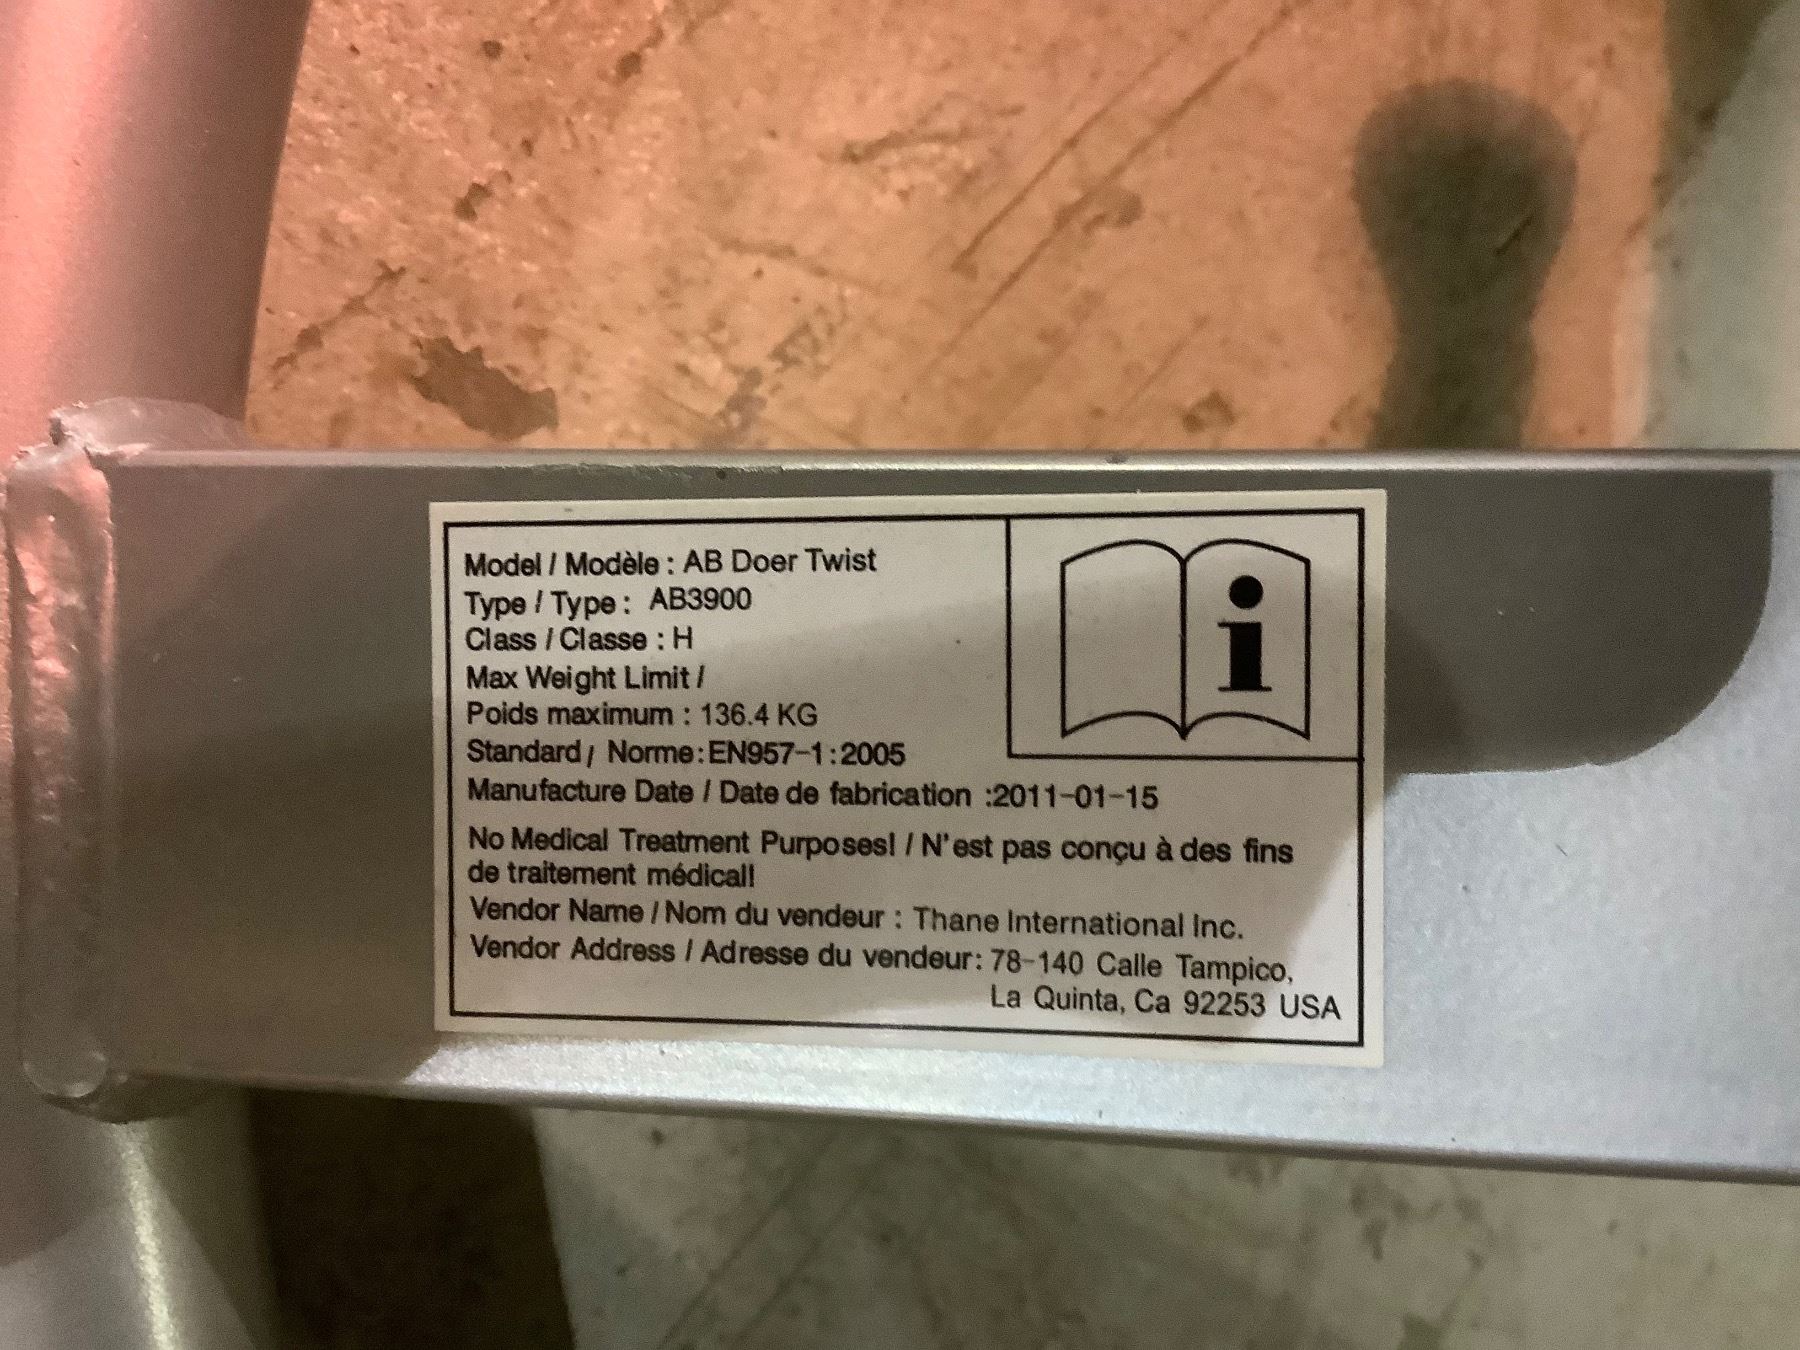 Model / Modèle : AB Doer Twist
Type / Type : AB3900
Class / Classe : H
Max Weight Limit /
Poids maximum : 136.4 KG
Standard / Norme:EN957-1:2005
Manufacture Date / Date de fabrication :2011-01-15
No Medical Treatment Purposes! / N'est pas conçu à des fins
de traitement médical!
Vendor Name / Nom du vendeur : Thane International Inc.
Vendor Address / Adresse du vendeur: 78-140 Calle Tampico,
La Quinta, Ca 92253 USA